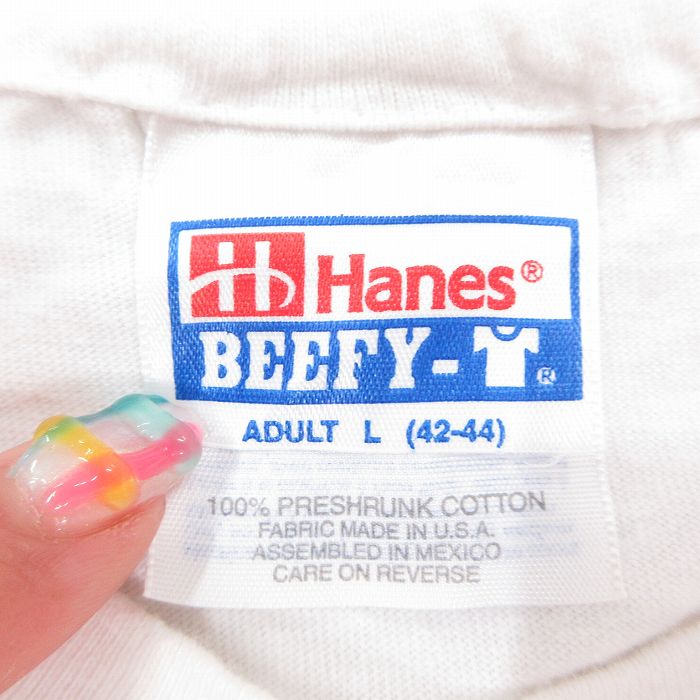 H Hanes®
BEEFY-T®
ADULT L (42-44)
100% PRESHRUNK COTTON
FABRIC MADE IN U.S.A.
ASSEMBLED IN MEXICO
CARE ON REVERSE